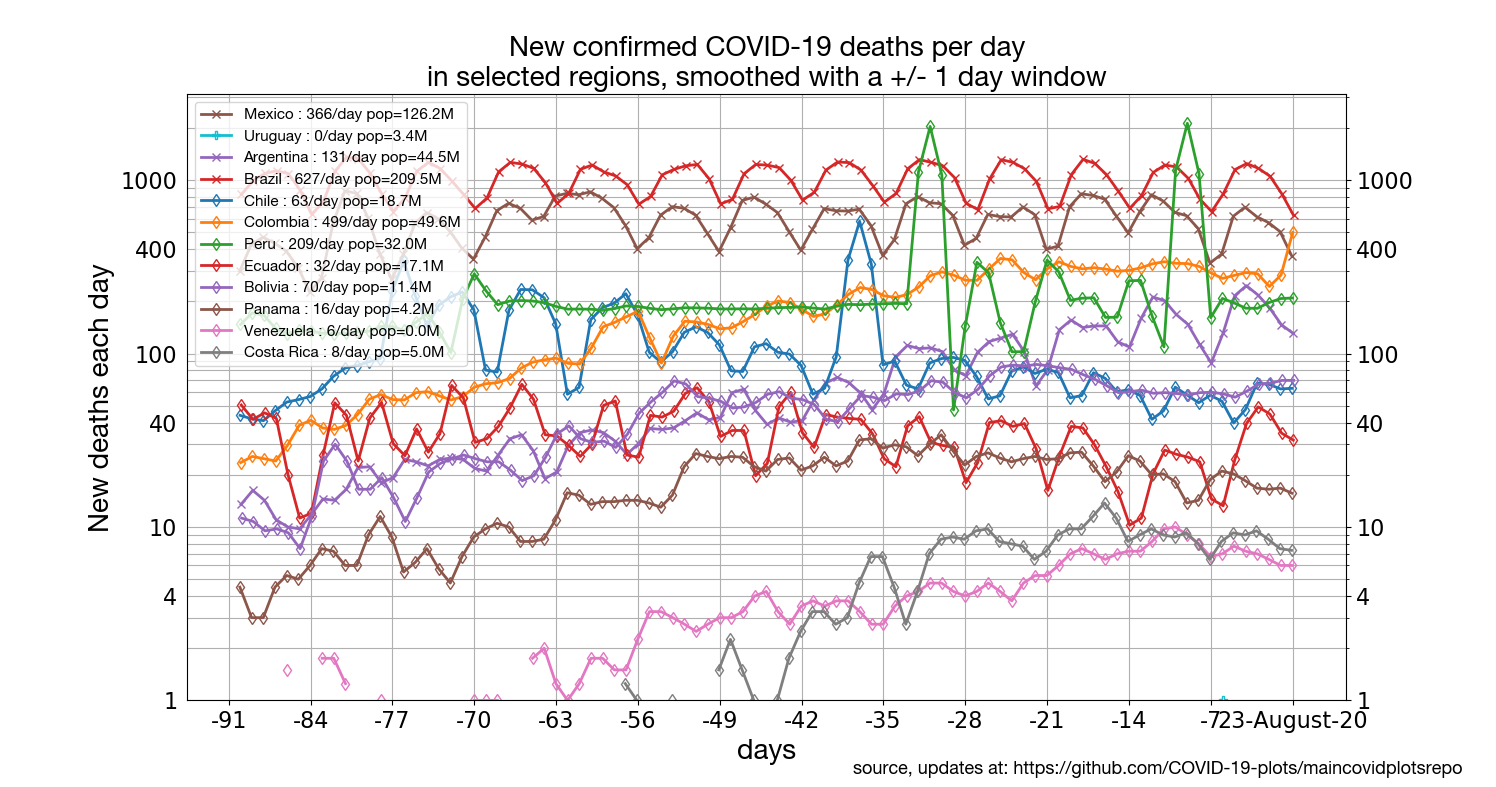 New confirmed COVID-19 deaths per day
in selected regions, smoothed with a +/- 1 day window
New deaths each day
Mexico : 366/day pop=126.2M
Uruguay : 0/day pop=3.4M
Argentina : 131/day pop=44.5M
Brazil : 627/day pop=209.5M
Chile : 63/day pop=18.7M
Colombia : 499/day pop=49.6M
Peru : 209/day pop=32.0M
Ecuador : 32/day pop=17.1M
Bolivia : 70/day pop=11.4M
Panama : 16/day pop=4.2M
Venezuela : 6/day pop=0.0M
Costa Rica : 8/day pop=5.0M
1000 1000
400 400
100 100
40 40
10 10
4 4
1 1
-91 -84 -77 -70 -63 -56 -49 -42 -35 -28 -21 -14 -7 23-August-20
days
source, updates at: https://github.com/COVID-19-plots/maincovidplotsrepo